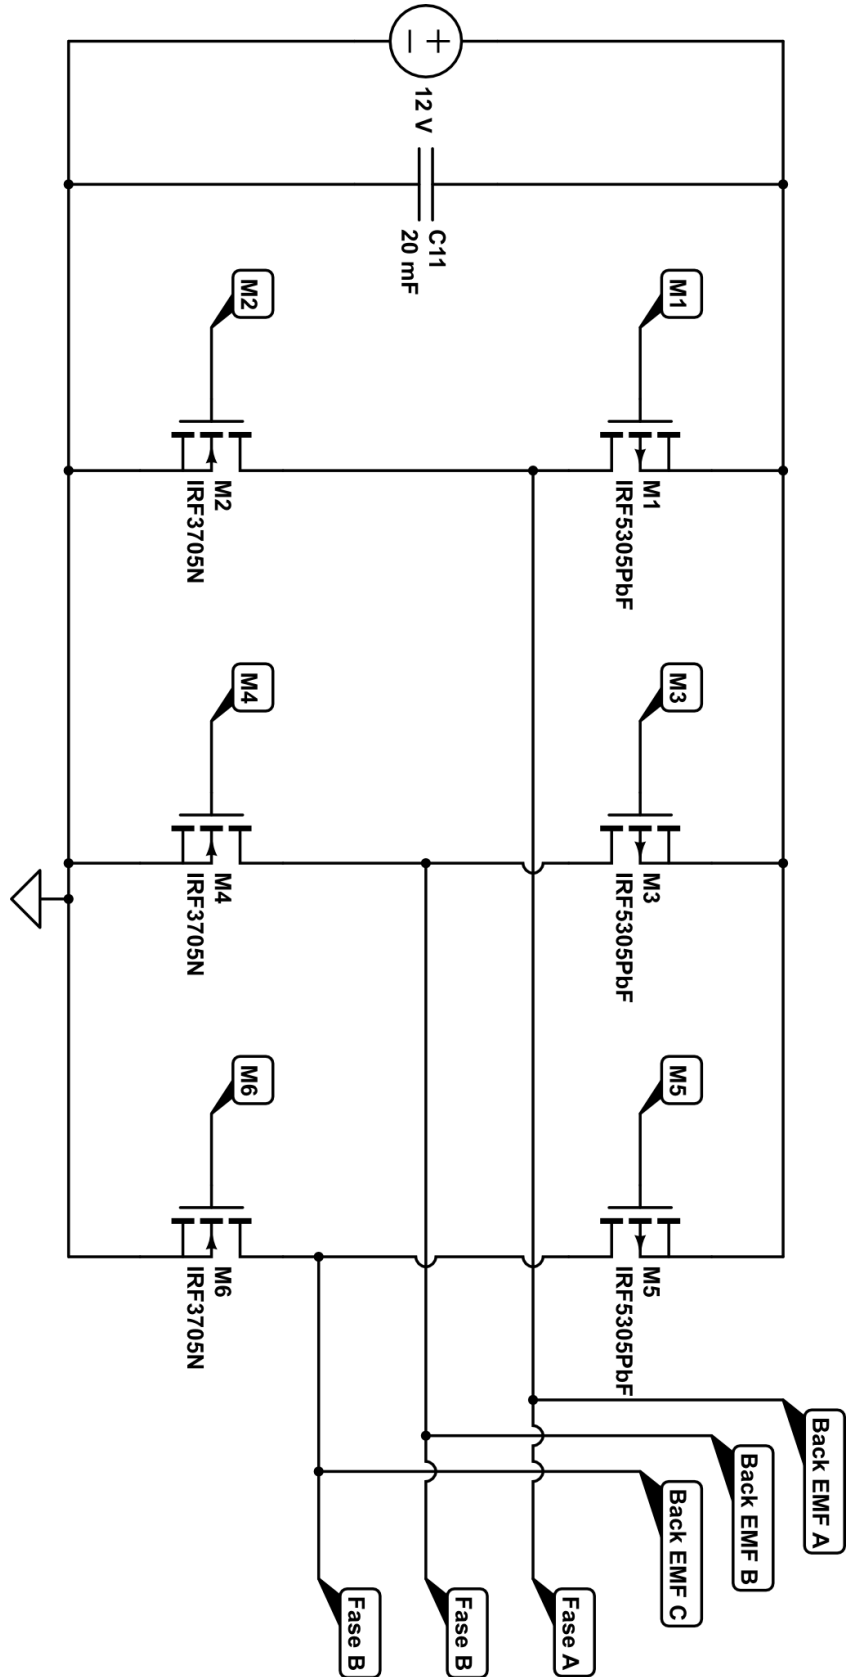 12 V
C11
20 mF
M1
M1
IRF5305PbF
M3
M3
IRF5305PbF
M5
M5
IRF5305PbF
M2
M2
IRF3705N
M4
M4
IRF3705N
M6
M6
IRF3705N
Back EMF A
Back EMF B
Back EMF C
Fase A
Fase B
Fase B